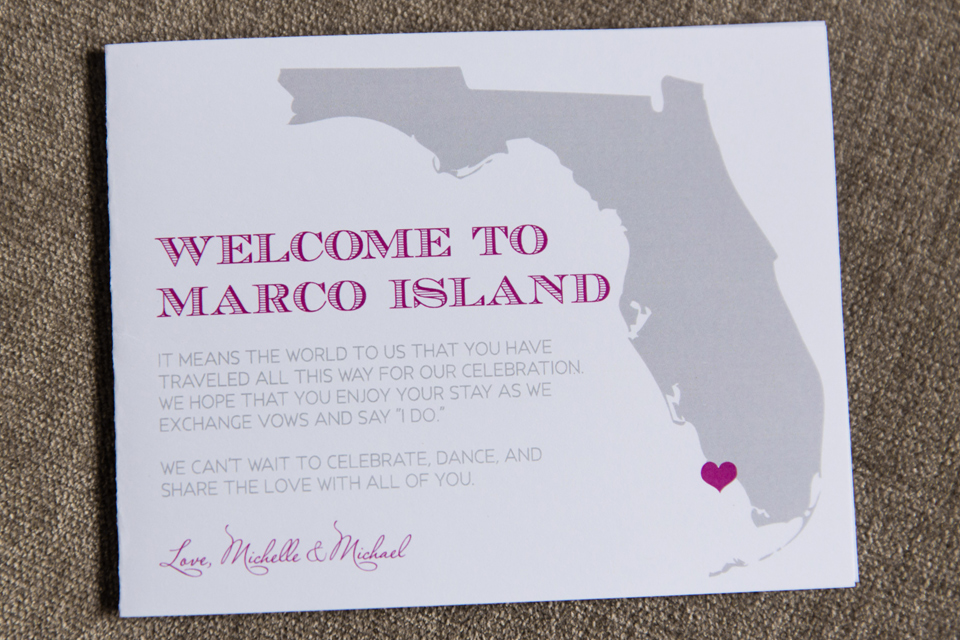 WELCOME TO
MARCO ISLAND
IT MEANS THE WORLD TO US THAT YOU HAVE
TRAVELED ALL THIS WAY FOR OUR CELEBRATION.
WE HOPE THAT YOU ENJOY YOUR STAY AS WE
EXCHANGE VOWS AND SAY "I DO."
WE CAN'T WAIT TO CELEBRATE, DANCE, AND
SHARE THE LOVE WITH ALL OF YOU.
Love, Michelle & Michael